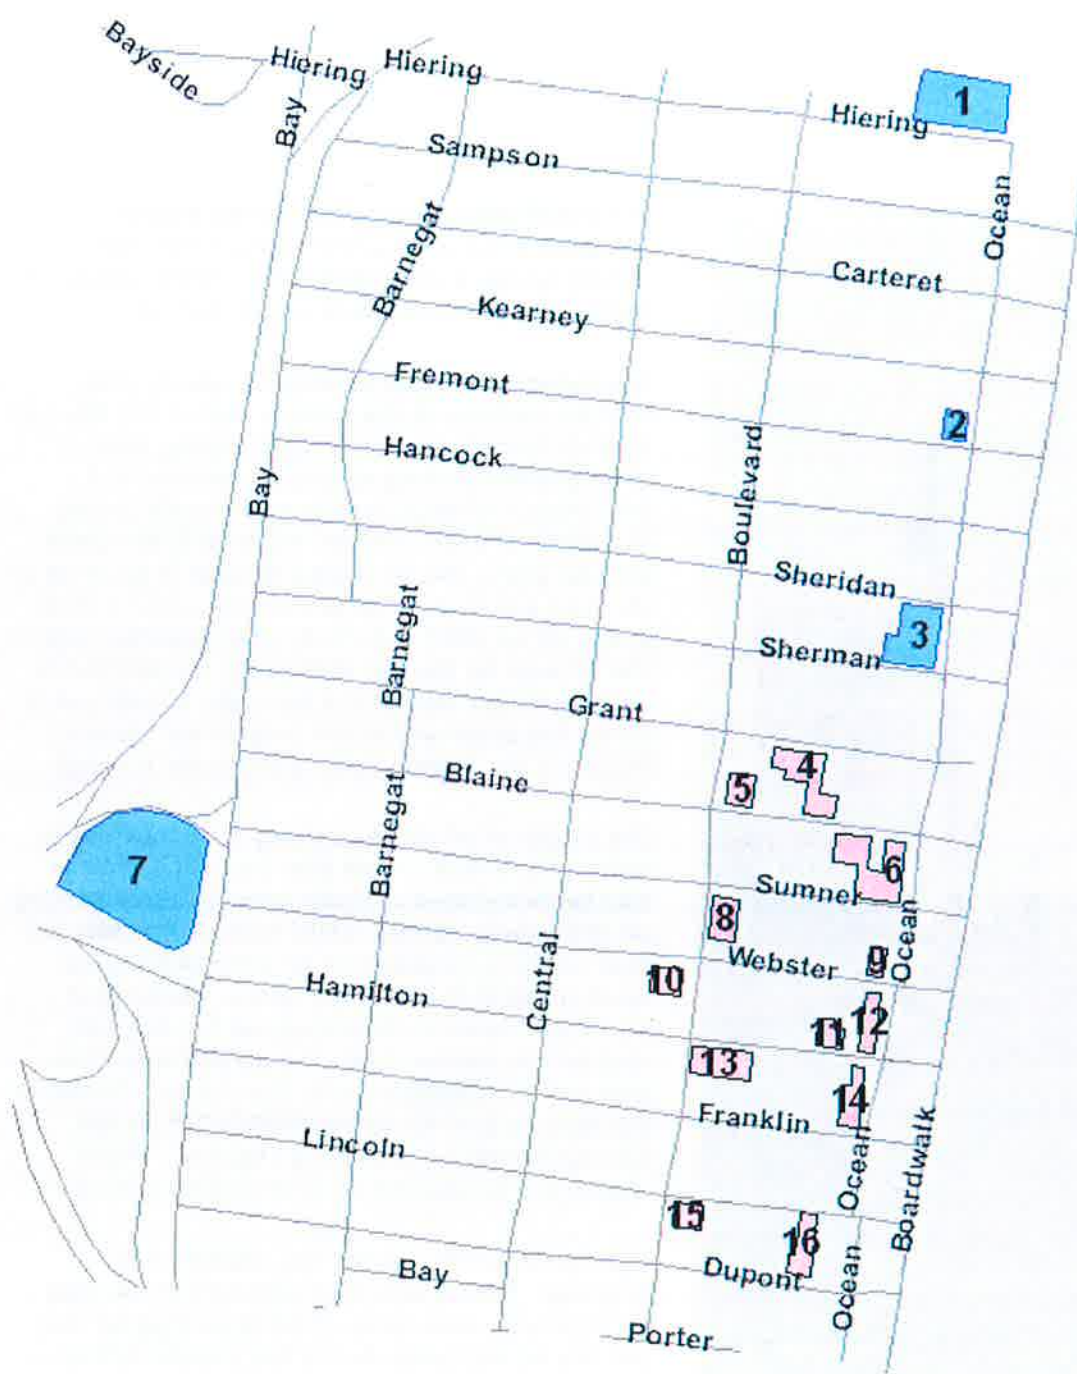 Bayside
Hiering
Hiering
Hiering
1
Bay
Sampson
Ocean
Barnegat
Carteret
Kearney
Fremont
2
Hancock
Boulevard
Bay
Sheridan
3
Sherman
Barnegat
Grant
4
5
Blaine
Barnegat
7
6
Sumner
8
Ocean
9
Webster
10
Hamilton
Central
11
12
13
14
Franklin
Lincoln
Ocean
Boardwalk
15
16
Dupont
Bay
Ocean
Porter